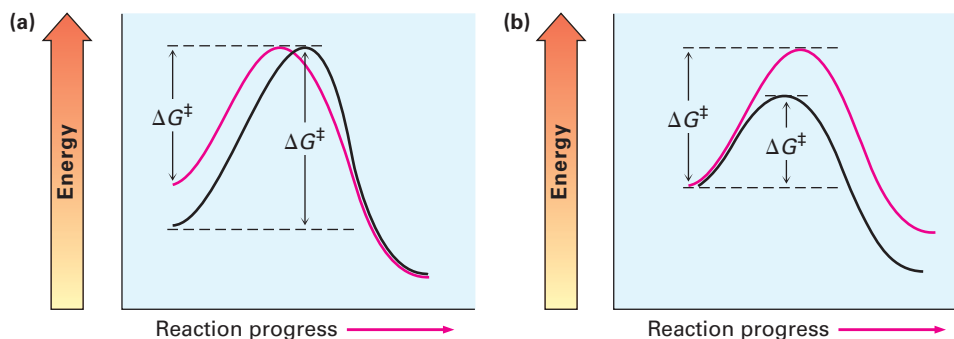 (a)
Energy
ΔG‡
ΔG‡
Reaction progress
(b)
Energy
ΔG‡
ΔG‡
Reaction progress